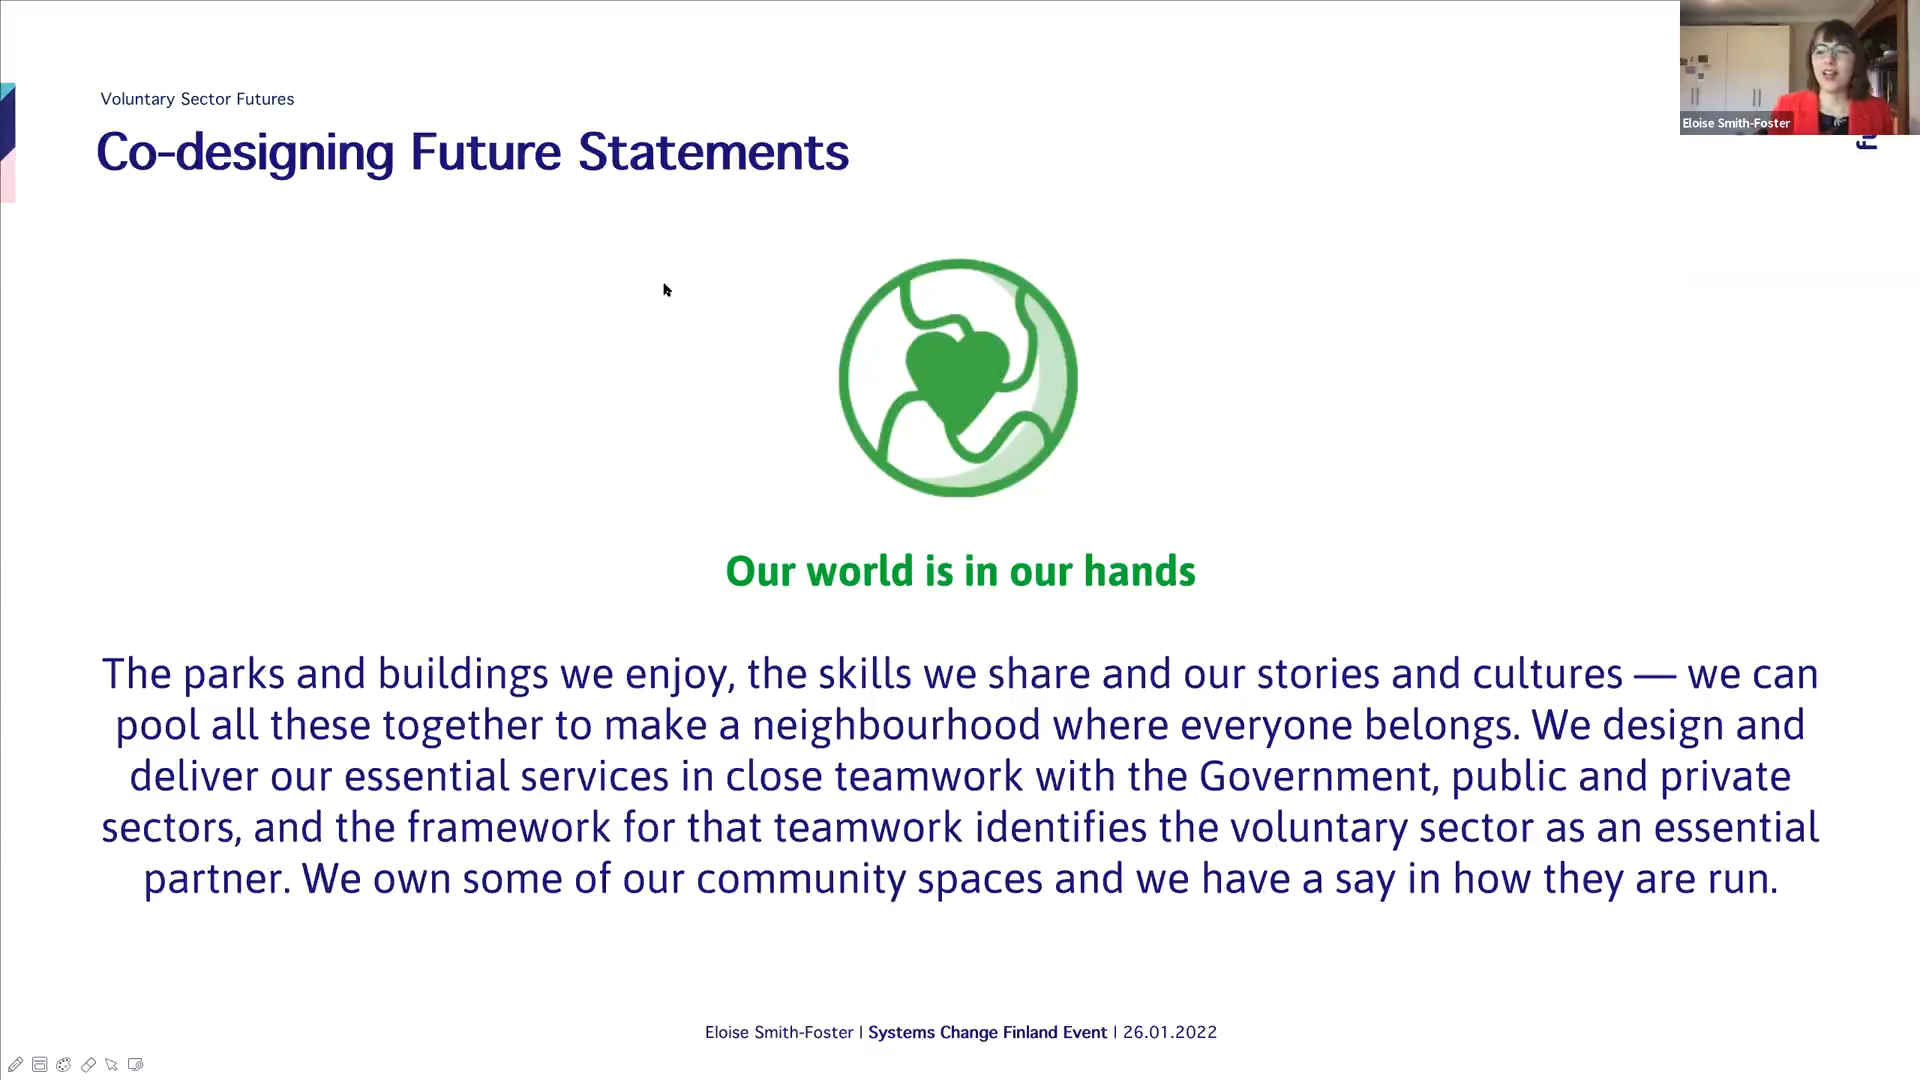 Voluntary Sector Futures
Co-designing Future Statements
Eloise Smith-Foster
Our world is in our hands
The parks and buildings we enjoy, the skills we share and our stories and cultures — we can
pool all these together to make a neighbourhood where everyone belongs. We design and
deliver our essential services in close teamwork with the Government, public and private
sectors, and the framework for that teamwork identifies the voluntary sector as an essential
partner. We own some of our community spaces and we have a say in how they are run.
Eloise Smith-Foster | Systems Change Finland Event | 26.01.2022